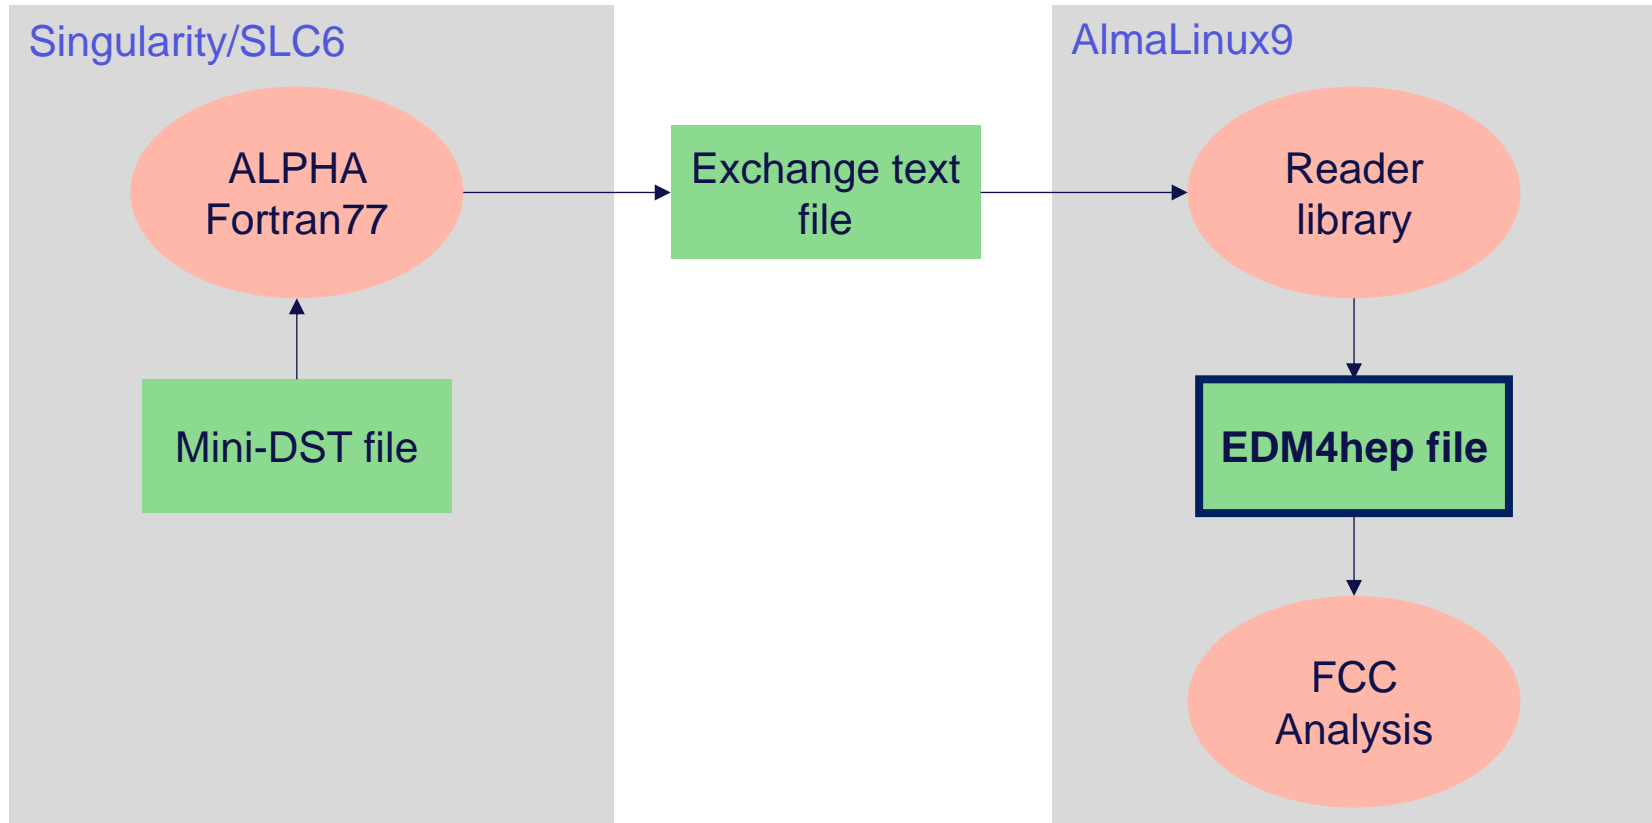 Singularity/SLC6
ALPHA
Fortran77
Mini-DST file
Exchange text
file
AlmaLinux9
Reader
library
EDM4hep file
FCC
Analysis